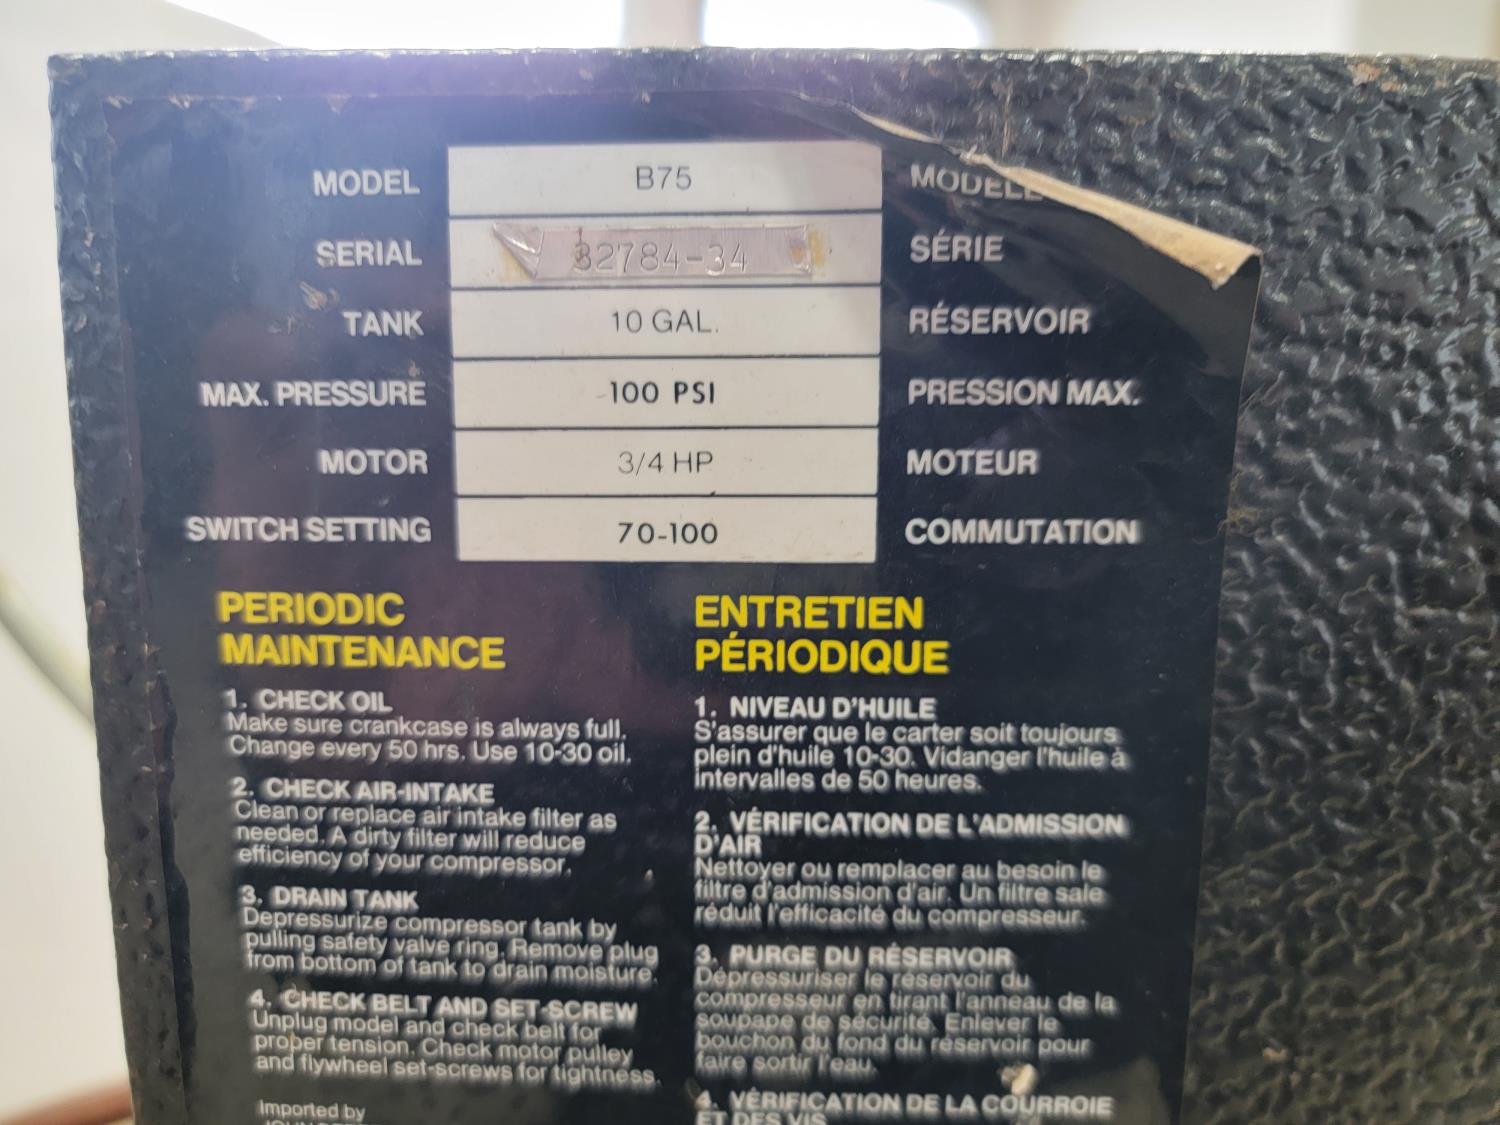 MODEL B75 MODÈLE
SERIAL 32784-34 SÉRIE
TANK 10 GAL. RÉSERVOIR
MAX. PRESSURE 100 PSI PRESSION MAX.
MOTOR 3/4 HP MOTEUR
SWITCH SETTING 70-100 COMMUTATION
PERIODIC
MAINTENANCE
1. CHECK OIL
Make sure crankcase is always full.
Change every 50 hrs. Use 10-30 oil.
2. CHECK AIR-INTAKE
Clean or replace air intake filter as
needed. A dirty filter will reduce
efficiency of your compressor.
3. DRAIN TANK
Depressurize compressor tank by
pulling safety valve ring. Remove plug
from bottom of tank to drain moisture.
4. CHECK BELT AND SET-SCREW
Unplug model and check belt for
proper tension. Check motor pulley
and flywheel set-screws for tightness.
Imported by
ENTRETIEN
PÉRIODIQUE
1. NIVEAU D'HUILE
S'assurer que le carter soit toujours
plein d'huile 10-30. Vidanger l'huile à
intervalles de 50 heures.
2. VÉRIFICATION DE L'ADMISSION
D'AIR
Nettoyer ou remplacer au besoin le
filtre d'admission d'air. Un filtre sale
réduit l'efficacité du compresseur.
3. PURGE DU RÉSERVOIR
Dépressuriser le réservoir du
compresseur en tirant l'anneau de la
soupape de sécurité. Enlever le
bouchon du fond du réservoir pour
faire sortir l'eau.
4. VÉRIFICATION DE LA COURROIE
ET DES VIS